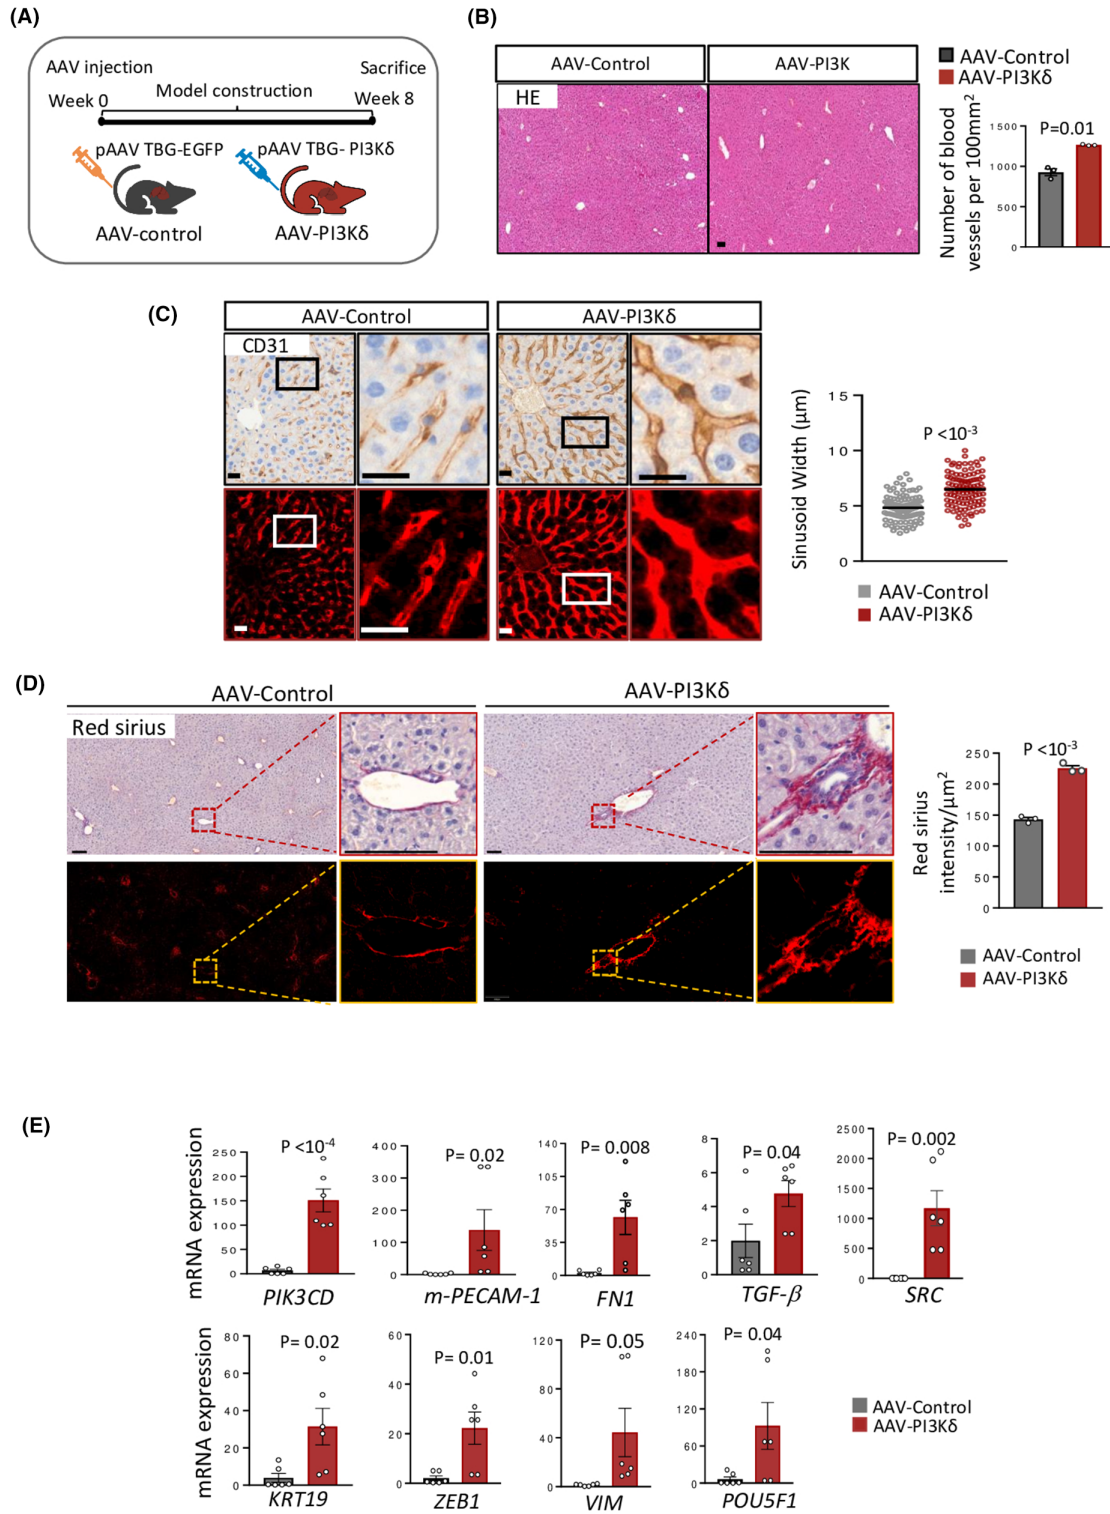 (A)
AAV injection
Sacrifice
Week 0
Model construction
Week 8
pAAV TBG-EGFP
pAAV TBG- PI3Kδ
AAV-control
AAV-PI3Kδ
(B)
AAV-Control
AAV-PI3K
HE
AAV-Control
AAV-PI3Kδ
P=0.01
Number of blood
vessels per 100mm²
1500
1000
500
0
(C)
AAV-Control
AAV-PI3Kδ
CD31
Sinusoid Width (μm)
15
10
5
0
P <10⁻³
AAV-Control
AAV-PI3Kδ
(D)
AAV-Control
AAV-PI3Kδ
Red sirius
Red sirius
intensity/μm²
P <10⁻³
250
200
150
100
50
0
AAV-Control
AAV-PI3Kδ
(E)
mRNA expression
250
200
150
100
50
0
P <10⁻⁴
PIK3CD
400
300
200
100
0
P= 0.02
m-PECAM-1
140
105
70
35
0
P= 0.008
FN1
8
6
4
2
0
P= 0.04
TGF-β
2500
2000
1500
1000
500
0
P= 0.002
SRC
mRNA expression
80
60
40
20
0
P= 0.02
KRT19
60
40
20
0
P= 0.01
ZEB1
120
80
40
0
P= 0.05
VIM
240
180
120
60
0
P= 0.04
POU5F1
AAV-Control
AAV-PI3Kδ